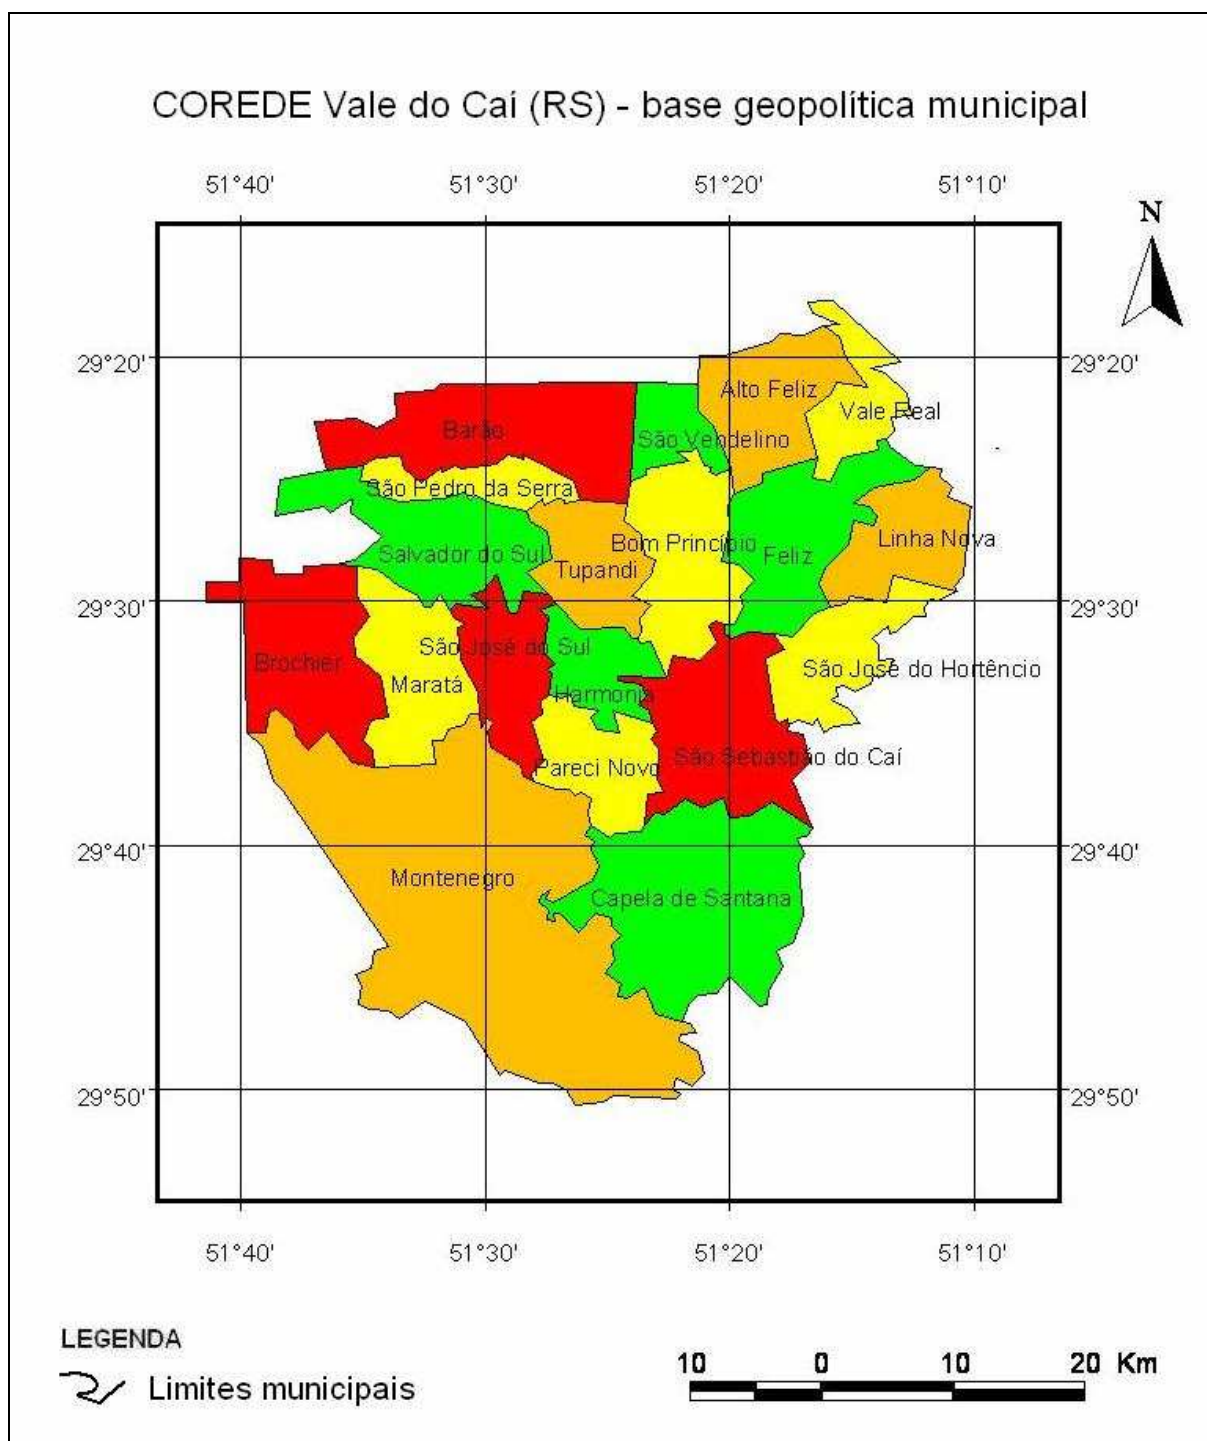 COREDE Vale do Caí (RS) - base geopolítica municipal
51°40' 51°30' 51°20' 51°10'
N
29°20' 29°20'
Alto Feliz
Vale Real
Barão
São Vendelino
São Pedro da Serra
Linha Nova
Bom Princípio
Salvador do Sul
Feliz
Tupandi
29°30' 29°30'
São José do Sul
Brochier
São José do Hortêncio
Maratá
Harmonia
São Sebastião do Caí
Pareci Novo
29°40' 29°40'
Montenegro
Capela de Santana
29°50' 29°50'
51°40' 51°30' 51°20' 51°10'
LEGENDA
Limites municipais
10 0 10 20 Km